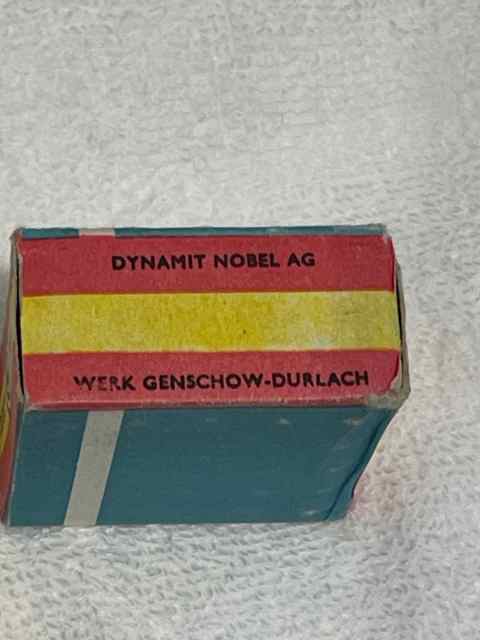 DYNAMIT NOBEL AG
WERK GENSCHOW-DURLACH